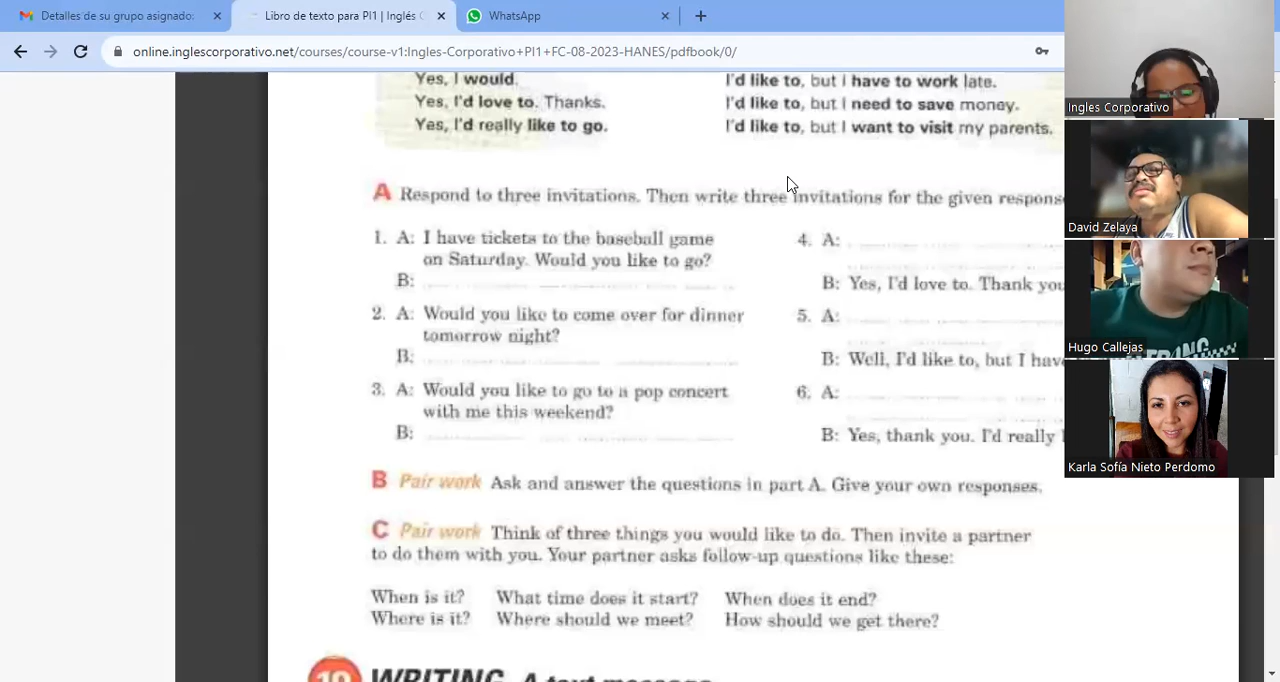 Detalles de su grupo asignado:
Libro de texto para PI1 | Inglés C
WhatsApp
online.inglescorporativo.net/courses/course-v1:Ingles-Corporativo+PI1+FC-08-2023-HANES/pdfbook/0/
Yes, I would.
Yes, I'd love to. Thanks.
Yes, I'd really like to go.
I'd like to, but I have to work late.
I'd like to, but I need to save money.
I'd like to, but I want to visit my parents.
A Respond to three invitations. Then write three invitations for the given respons
1. A: I have tickets to the baseball game
on Saturday. Would you like to go?
B:
2. A: Would you like to come over for dinner
tomorrow night?
B:
3. A: Would you like to go to a pop concert
with me this weekend?
B:
4. A:
B: Yes, I'd love to. Thank you
5. A:
B: Well, I'd like to, but I have
6. A:
B: Yes, thank you. I'd really
B Pair work Ask and answer the questions in part A. Give your own responses.
C Pair work Think of three things you would like to do. Then invite a partner
to do them with you. Your partner asks follow-up questions like these:
When is it? What time does it start? When does it end?
Where is it? Where should we meet? How should we get there?
10 WRITING A text message
Ingles Corporativo
David Zelaya
Hugo Callejas
Karla Sofía Nieto Perdomo